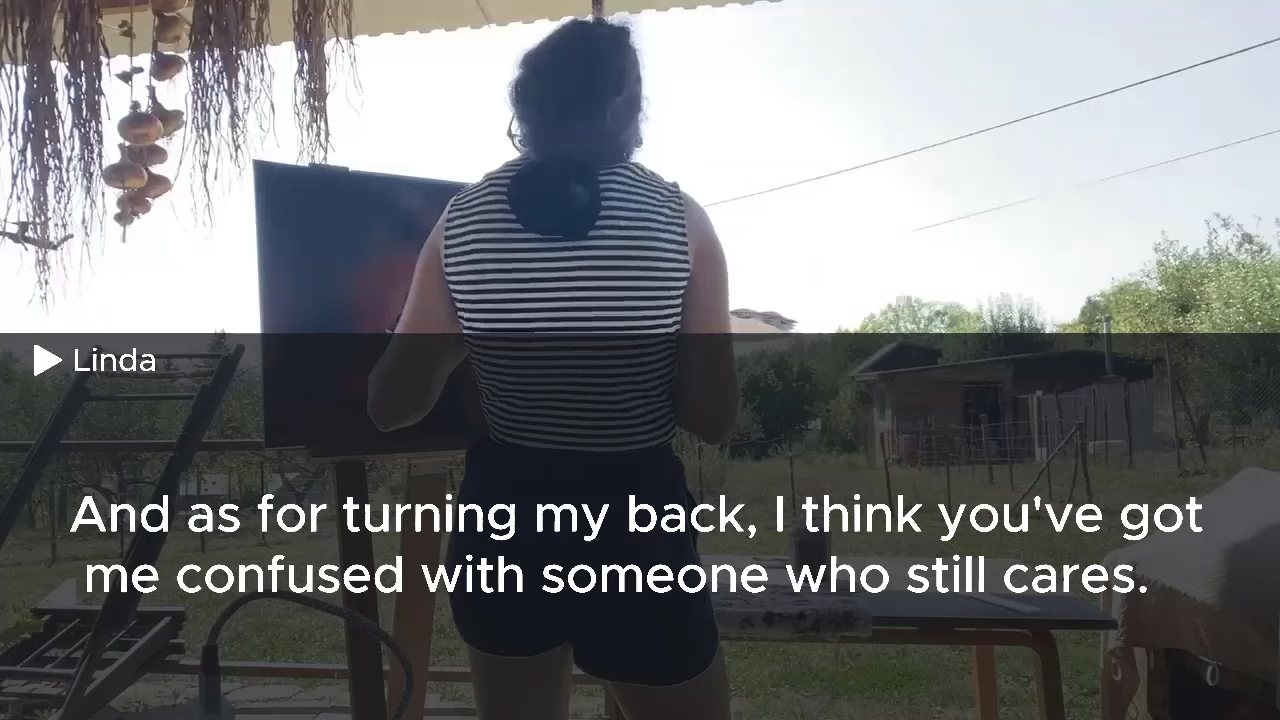 Linda
And as for turning my back, I think you've got
me confused with someone who still cares.